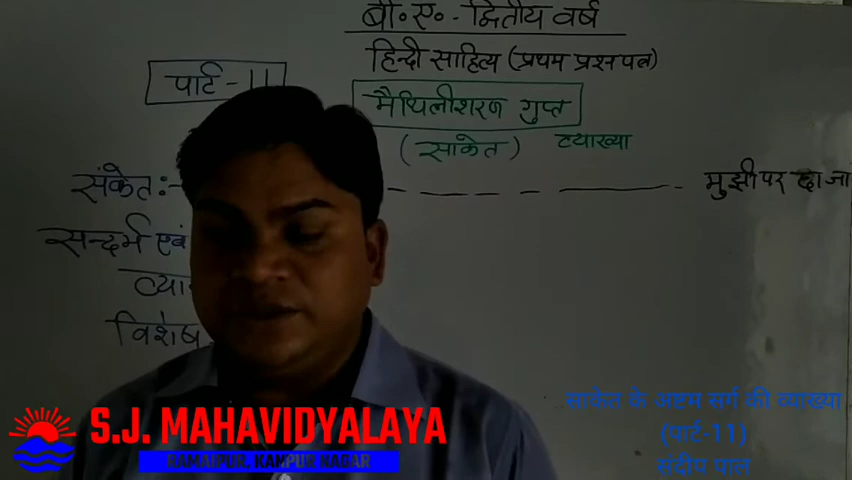 बी॰ए॰ - द्वितीय वर्ष
हिन्दी साहित्य (प्रथम प्रश्नपत्र)
पार्ट - 11
मैथिलीशरण गुप्त
(साकेत) व्याख्या
संकेत:- - - - - — - मुझी पर छा जा
सन्दर्भ एवं
व्या
विशेष
साकेत के अष्टम सर्ग की व्याख्या
(पार्ट-11)
संदीप पाल
S.J. MAHAVIDYALAYA
RAMAIPUR, KANPUR NAGAR